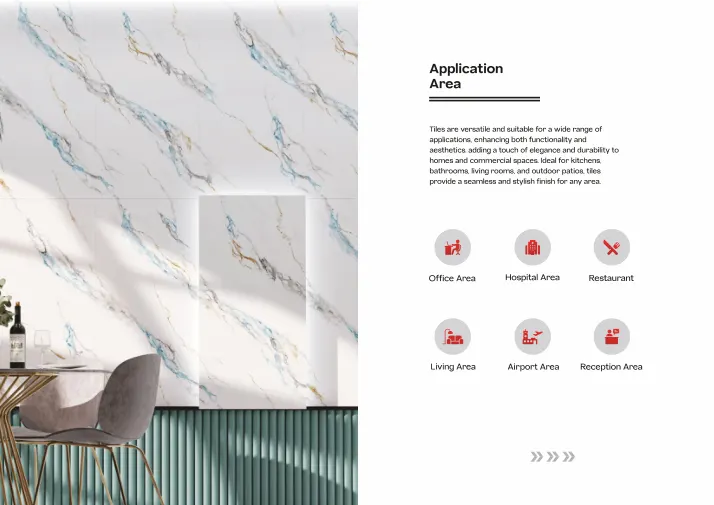 Application
Area
Tiles are versatile and suitable for a wide range of
applications, enhancing both functionality and
aesthetics. adding a touch of elegance and durability to
homes and commercial spaces. Ideal for kitchens,
bathrooms, living rooms, and outdoor patios, tiles
provide a seamless and stylish finish for any area.
Office Area
Hospital Area
Restaurant
Living Area
Airport Area
Reception Area